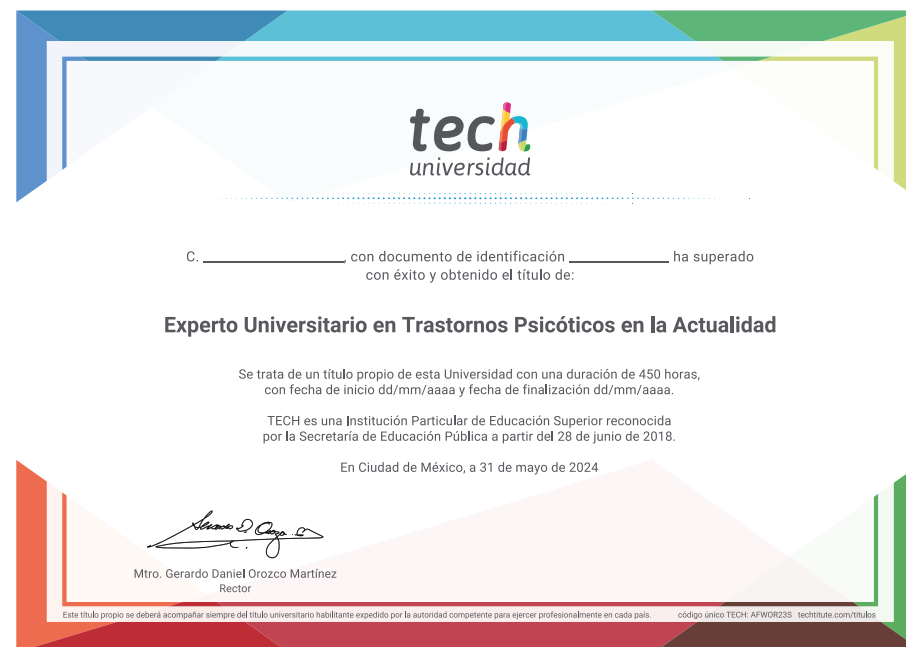 tech
universidad
C. ____________________, con documento de identificación ______________ ha superado
con éxito y obtenido el título de:
Experto Universitario en Trastornos Psicóticos en la Actualidad
Se trata de un título propio de esta Universidad con una duración de 450 horas,
con fecha de inicio dd/mm/aaaa y fecha de finalización dd/mm/aaaa.
TECH es una Institución Particular de Educación Superior reconocida
por la Secretaría de Educación Pública a partir del 28 de junio de 2018.
En Ciudad de México, a 31 de mayo de 2024
Mtro. Gerardo Daniel Orozco Martínez
Rector
Este título propio se deberá acompañar siempre del título universitario habilitante expedido por la autoridad competente para ejercer profesionalmente en cada país. código único TECH: AFWOR23S techtitute.com/titulos